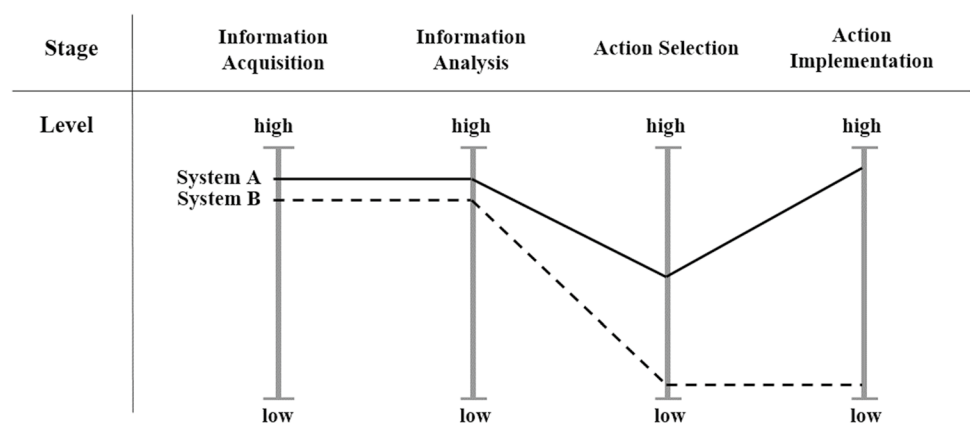 Stage
Information
Acquisition
Information
Analysis
Action Selection
Action
Implementation
Level
high
high
high
high
System A
System B
low
low
low
low